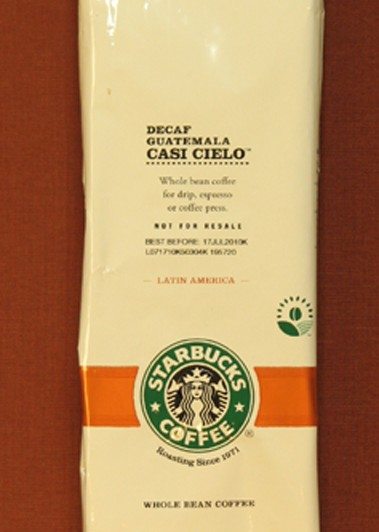 DECAF
GUATEMALA
CASI CIELO™
Whole bean coffee
for drip, espresso
or coffee press.
NOT FOR RESALE
BEST BEFORE: 17JUL2010K
— LATIN AMERICA —
STARBUCKS
COFFEE®
Roasting Since 1971
WHOLE BEAN COFFEE